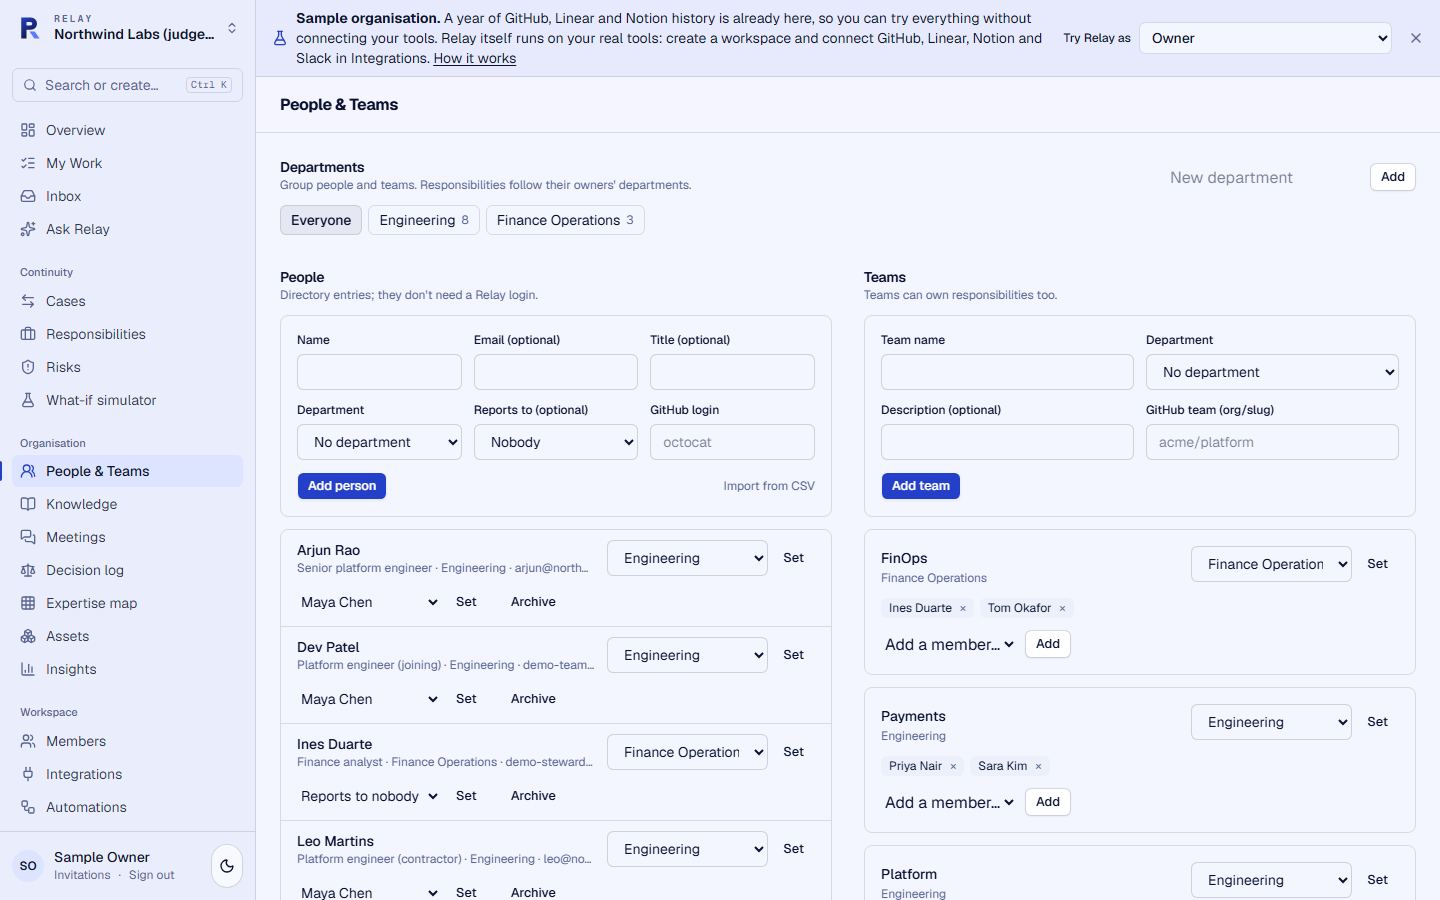 RELAY
Northwind Labs (judge...
Search or create...
Ctrl K
Overview
My Work
Inbox
Ask Relay
Continuity
Cases
Responsibilities
Risks
What-if simulator
Organisation
People & Teams
Knowledge
Meetings
Decision log
Expertise map
Assets
Insights
Workspace
Members
Integrations
Automations
SO
Sample Owner
Invitations · Sign out
Sample organisation. A year of GitHub, Linear and Notion history is already here, so you can try everything without
connecting your tools. Relay itself runs on your real tools: create a workspace and connect GitHub, Linear, Notion and
Slack in Integrations. How it works
Try Relay as
Owner
People & Teams
Departments
Group people and teams. Responsibilities follow their owners' departments.
New department
Add
Everyone
Engineering 8
Finance Operations 3
People
Directory entries; they don't need a Relay login.
Name
Email (optional)
Title (optional)
Department
Reports to (optional)
GitHub login
No department
Nobody
octocat
Add person
Import from CSV
Arjun Rao
Senior platform engineer · Engineering · arjun@north...
Engineering
Set
Maya Chen
Set
Archive
Dev Patel
Platform engineer (joining) · Engineering · demo-team...
Engineering
Set
Maya Chen
Set
Archive
Ines Duarte
Finance analyst · Finance Operations · demo-steward...
Finance Operation
Set
Reports to nobody
Set
Archive
Leo Martins
Platform engineer (contractor) · Engineering · leo@no...
Engineering
Set
Maya Chen
Set
Archive
Teams
Teams can own responsibilities too.
Team name
Department
No department
Description (optional)
GitHub team (org/slug)
acme/platform
Add team
FinOps
Finance Operations
Finance Operation
Set
Ines Duarte ×
Tom Okafor ×
Add a member...
Add
Payments
Engineering
Engineering
Set
Priya Nair ×
Sara Kim ×
Add a member...
Add
Platform
Engineering
Engineering
Set